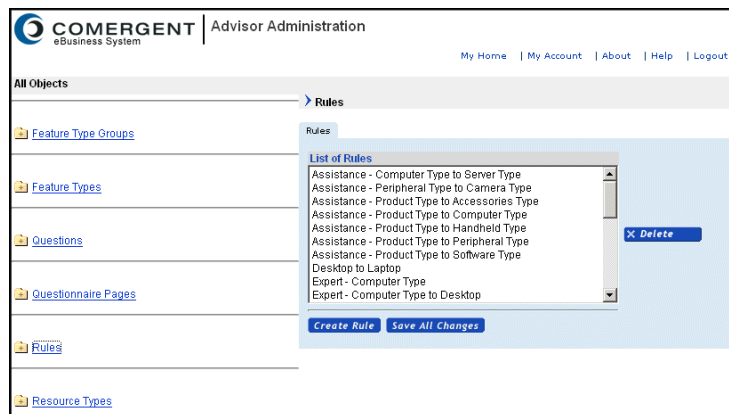 COMERGENT
eBusiness System
Advisor Administration
My Home | My Account | About | Help | Logout
All Objects
Feature Type Groups
Feature Types
Questions
Questionnaire Pages
Rules
Resource Types
Rules
Rules
List of Rules
Assistance - Computer Type to Server Type
Assistance - Peripheral Type to Camera Type
Assistance - Product Type to Accessories Type
Assistance - Product Type to Computer Type
Assistance - Product Type to Handheld Type
Assistance - Product Type to Peripheral Type
Assistance - Product Type to Software Type
Desktop to Laptop
Expert - Computer Type
Expert - Computer Type to Desktop
X Delete
Create Rule Save All Changes